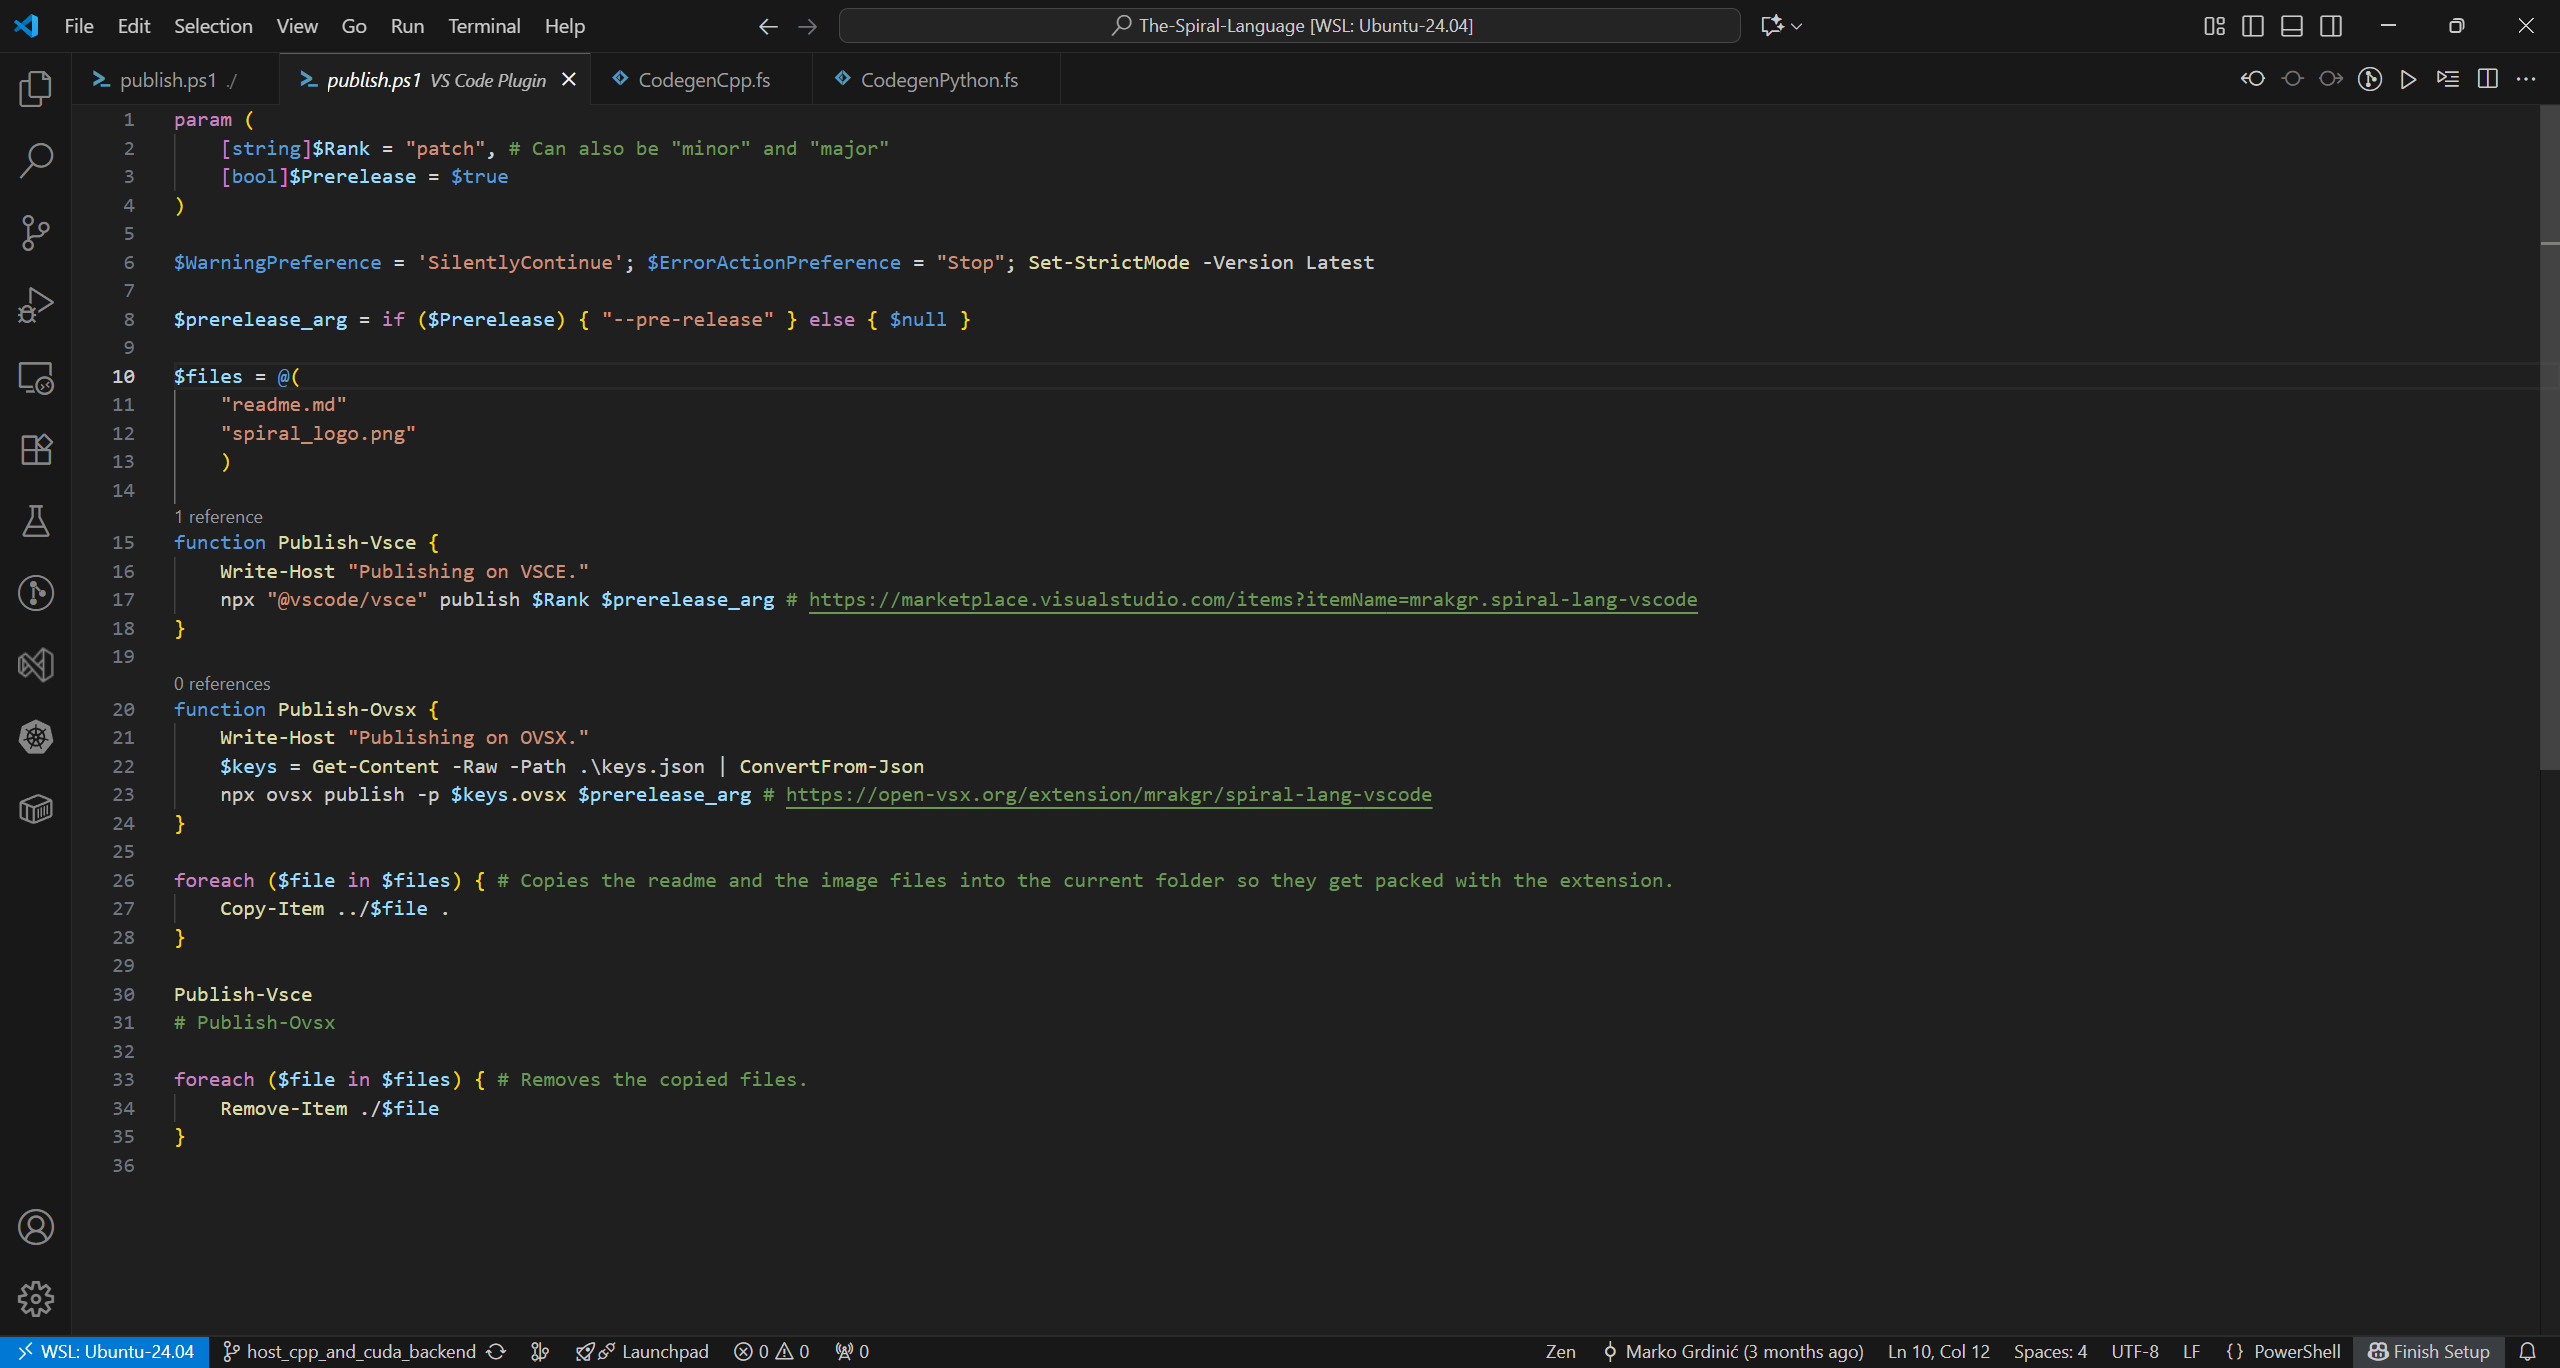 File Edit Selection View Go Run Terminal Help The-Spiral-Language [WSL: Ubuntu-24.04]
publish.ps1 ./ publish.ps1 VS Code Plugin CodegenCpp.fs CodegenPython.fs
1 param (
2     [string]$Rank = "patch", # Can also be "minor" and "major"
3     [bool]$Prerelease = $true
4 )
5
6 $WarningPreference = 'SilentlyContinue'; $ErrorActionPreference = "Stop"; Set-StrictMode -Version Latest
7
8 $prerelease_arg = if ($Prerelease) { "--pre-release" } else { $null }
9
10 $files = @(
11     "readme.md"
12     "spiral_logo.png"
13     )
14
1 reference
15 function Publish-Vsce {
16     Write-Host "Publishing on VSCE."
17     npx "@vscode/vsce" publish $Rank $prerelease_arg # https://marketplace.visualstudio.com/items?itemName=mrakgr.spiral-lang-vscode
18 }
19
0 references
20 function Publish-Ovsx {
21     Write-Host "Publishing on OVSX."
22     $keys = Get-Content -Raw -Path .\keys.json | ConvertFrom-Json
23     npx ovsx publish -p $keys.ovsx $prerelease_arg # https://open-vsx.org/extension/mrakgr/spiral-lang-vscode
24 }
25
26 foreach ($file in $files) { # Copies the readme and the image files into the current folder so they get packed with the extension.
27     Copy-Item ../$file .
28 }
29
30 Publish-Vsce
31 # Publish-Ovsx
32
33 foreach ($file in $files) { # Removes the copied files.
34     Remove-Item ./$file
35 }
36
WSL: Ubuntu-24.04 host_cpp_and_cuda_backend Launchpad 0 0 0 Zen Marko Grdinić (3 months ago) Ln 10, Col 12 Spaces: 4 UTF-8 LF {} PowerShell Finish Setup